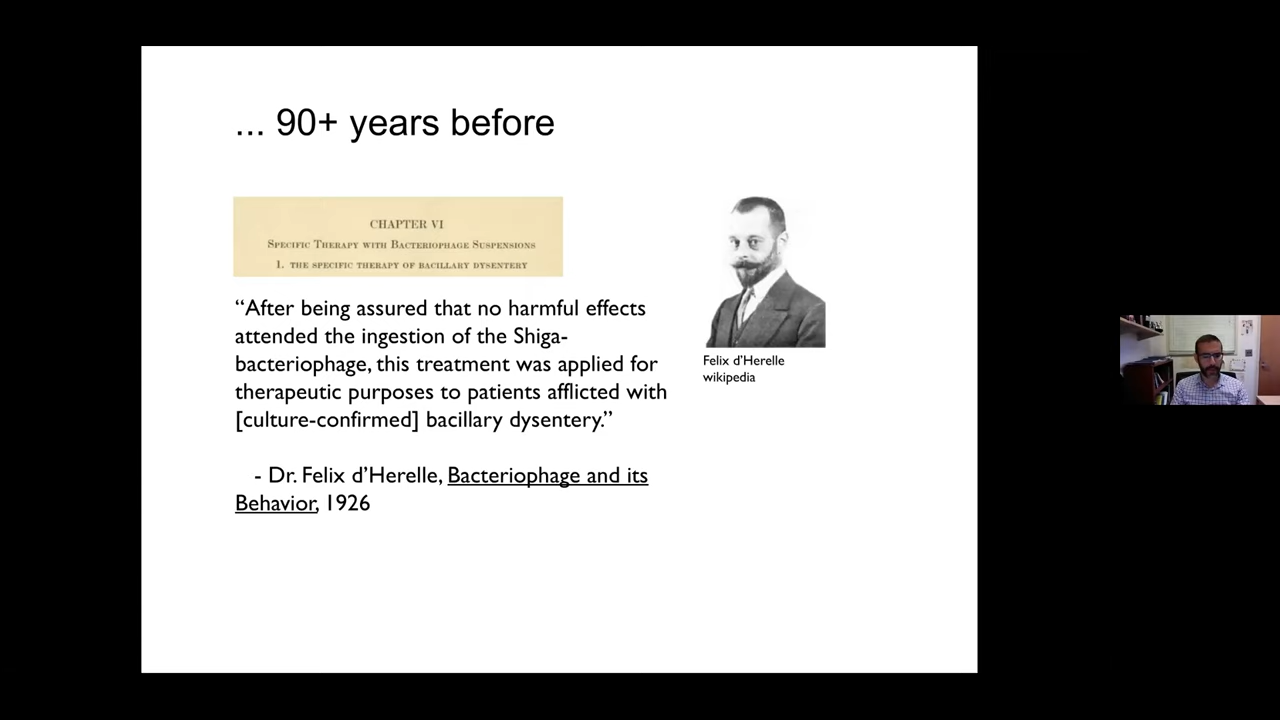 ... 90+ years before
CHAPTER VI
Specific Therapy with Bacteriophage Suspensions
1. the specific therapy of bacillary dysentery
“After being assured that no harmful effects
attended the ingestion of the Shiga-
bacteriophage, this treatment was applied for
therapeutic purposes to patients afflicted with
[culture-confirmed] bacillary dysentery.”
- Dr. Felix d’Herelle, Bacteriophage and its
Behavior, 1926
Felix d’Herelle
wikipedia